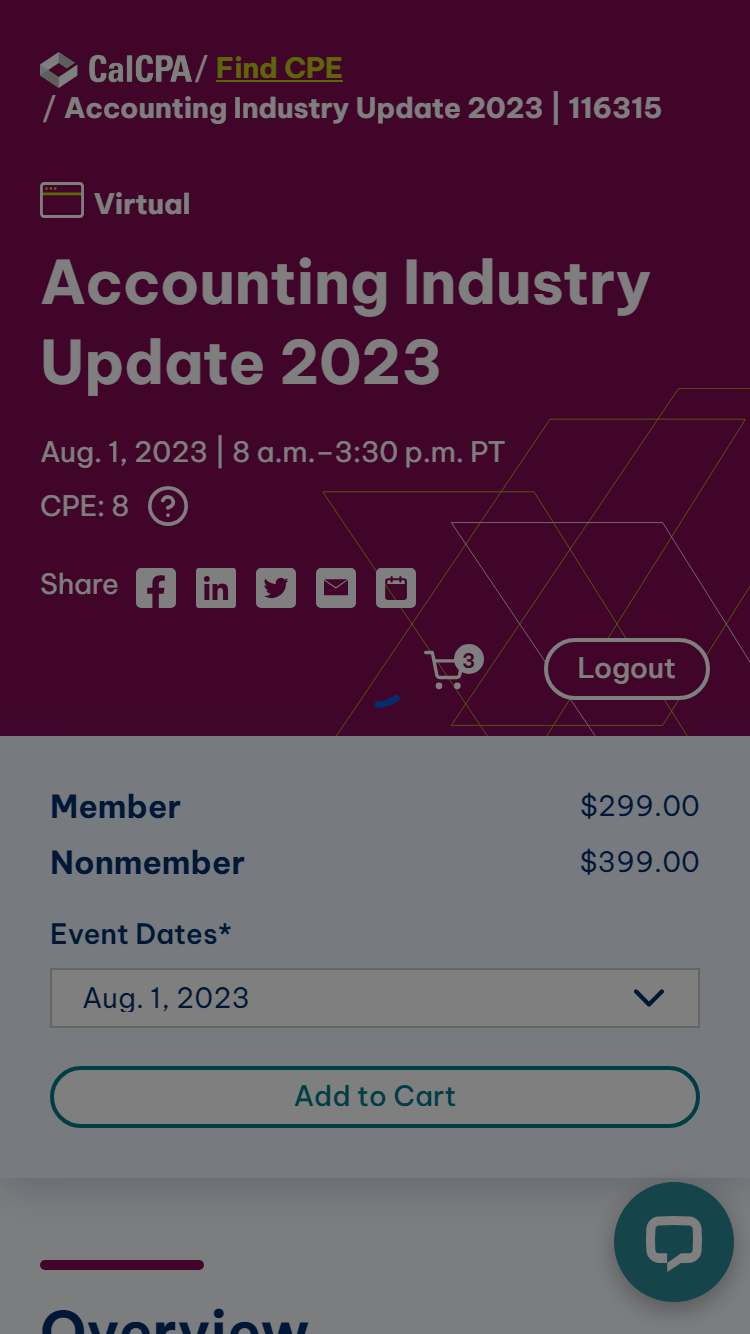 CalCPA / Find CPE
/ Accounting Industry Update 2023 | 116315
Virtual
Accounting Industry
Update 2023
Aug. 1, 2023 | 8 a.m.–3:30 p.m. PT
CPE: 8 ?
Share
3 Logout
Member $299.00
Nonmember $399.00
Event Dates*
Aug. 1, 2023
Add to Cart
Overview